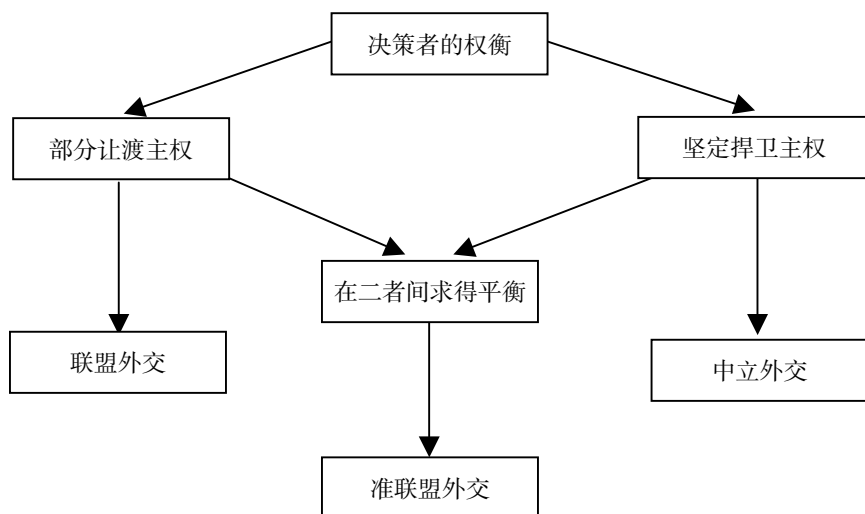 决策者的权衡
部分让渡主权
坚定捍卫主权
在二者间求得平衡
联盟外交
中立外交
准联盟外交